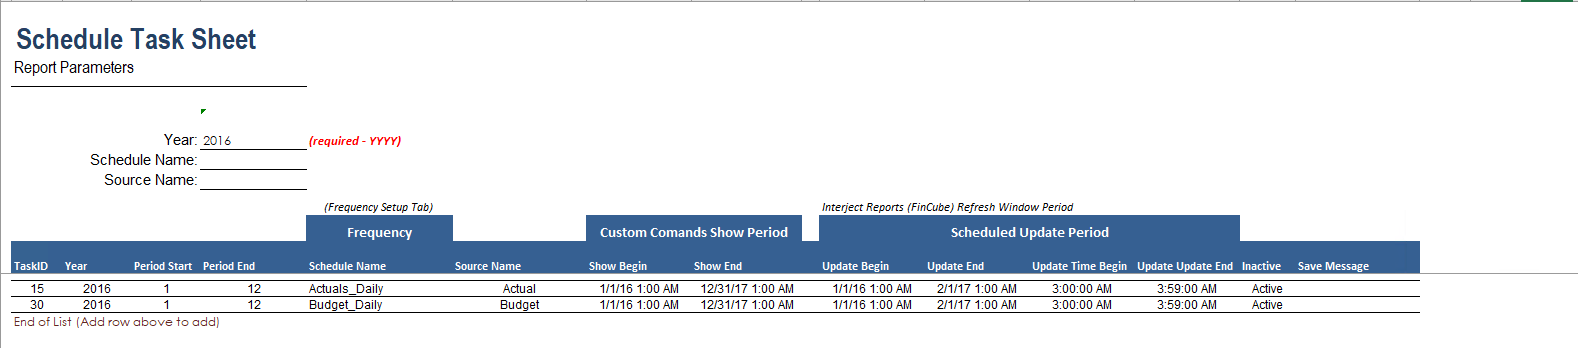 Schedule Task Sheet
Report Parameters
Year: 2016 (required - YYYY)
Schedule Name:
Source Name:
(Frequency Setup Tab) Interject Reports (FinCube) Refresh Window Period
Frequency Custom Comands Show Period Scheduled Update Period
TaskID Year Period Start Period End Schedule Name Source Name Show Begin Show End Update Begin Update End Update Time Begin Update Update End Inactive Save Message
15 2016 1 12 Actuals_Daily Actual 1/1/16 1:00 AM 12/31/17 1:00 AM 1/1/16 1:00 AM 2/1/17 1:00 AM 3:00:00 AM 3:59:00 AM Active
30 2016 1 12 Budget_Daily Budget 1/1/16 1:00 AM 12/31/17 1:00 AM 1/1/16 1:00 AM 2/1/17 1:00 AM 3:00:00 AM 3:59:00 AM Active
End of List (Add row above to add)